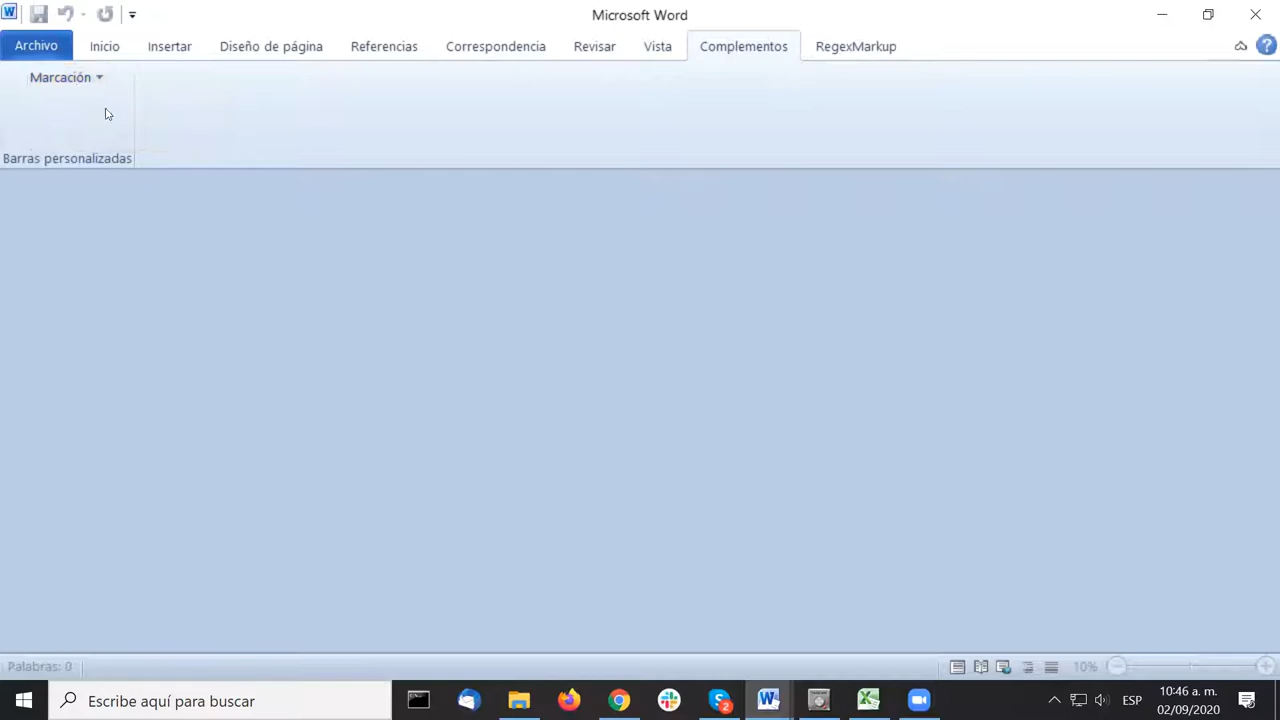 Microsoft Word
Archivo Inicio Insertar Diseño de página Referencias Correspondencia Revisar Vista Complementos RegexMarkup
Marcación
Barras personalizadas
Palabras: 0
10%
Escribe aquí para buscar
2
ESP
10:46 a. m.
02/09/2020